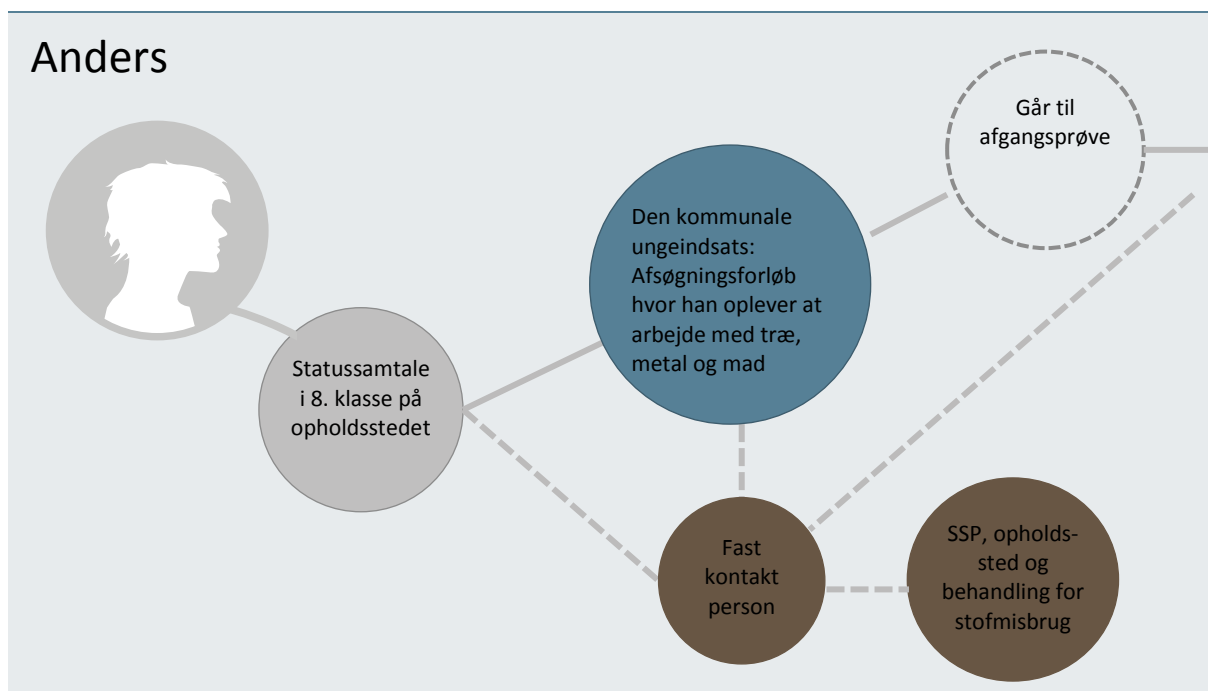 Anders
Statussamtale
i 8. klasse på
opholdsstedet
Den kommunale
ungeindsats:
Afsøgningsforløb
hvor han oplever at
arbejde med træ,
metal og mad
Går til
afgangsprøve
Fast
kontakt
person
SSP, opholds-
sted og
behandling for
stofmisbrug